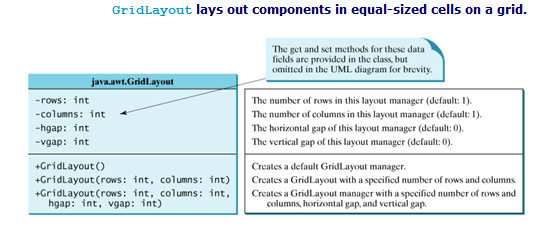 GridLayout lays out components in equal-sized cells on a grid.
The get and set methods for these data
fields are provided in the class, but
omitted in the UML diagram for brevity.
java.awt.GridLayout
-rows: int
-columns: int
-hgap: int
-vgap: int
The number of rows in this layout manager (default: 1).
The number of columns in this layout manager (default: 1).
The horizontal gap of this layout manager (default: 0).
The vertical gap of this layout manager (default: 0).
+GridLayout()
+GridLayout(rows: int, columns: int)
+GridLayout(rows: int, columns: int,
hgap: int, vgap: int)
Creates a default GridLayout manager.
Creates a GridLayout with a specified number of rows and columns.
Creates a GridLayout manager with a specified number of rows and
columns, horizontal gap, and vertical gap.